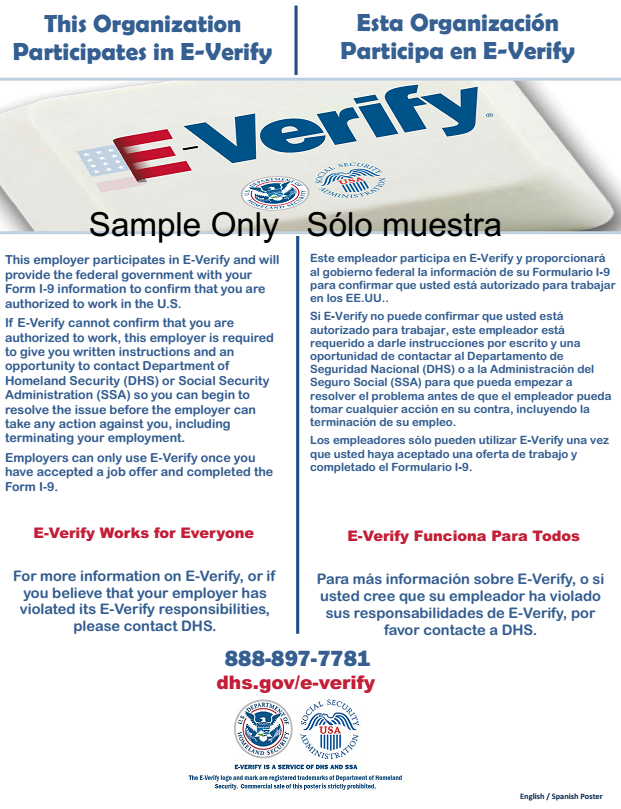 This Organization
Participates in E-Verify
Esta Organización
Participa en E-Verify
E-Verify®
U.S. DEPARTMENT OF HOMELAND SECURITY
SOCIAL SECURITY ADMINISTRATION
USA
Sample Only Sólo muestra
This employer participates in E-Verify and will
provide the federal government with your
Form I-9 information to confirm that you are
authorized to work in the U.S.
If E-Verify cannot confirm that you are
authorized to work, this employer is required
to give you written instructions and an
opportunity to contact Department of
Homeland Security (DHS) or Social Security
Administration (SSA) so you can begin to
resolve the issue before the employer can
take any action against you, including
terminating your employment.
Employers can only use E-Verify once you
have accepted a job offer and completed the
Form I-9.
E-Verify Works for Everyone
For more information on E-Verify, or if
you believe that your employer has
violated its E-Verify responsibilities,
please contact DHS.
Este empleador participa en E-Verify y proporcionará
al gobierno federal la información de su Formulario I-9
para confirmar que usted está autorizado para trabajar
en los EE.UU..
Si E-Verify no puede confirmar que usted está
autorizado para trabajar, este empleador está
requerido a darle instrucciones por escrito y una
oportunidad de contactar al Departamento de
Seguridad Nacional (DHS) o a la Administración del
Seguro Social (SSA) para que pueda empezar a
resolver el problema antes de que el empleador pueda
tomar cualquier acción en su contra, incluyendo la
terminación de su empleo.
Los empleadores sólo pueden utilizar E-Verify una vez
que usted haya aceptado una oferta de trabajo y
completado el Formulario I-9.
E-Verify Funciona Para Todos
Para más información sobre E-Verify, o si
usted cree que su empleador ha violado
sus responsabilidades de E-Verify, por
favor contacte a DHS.
888-897-7781
dhs.gov/e-verify
U.S. DEPARTMENT OF HOMELAND SECURITY
SOCIAL SECURITY ADMINISTRATION
USA
E-VERIFY IS A SERVICE OF DHS AND SSA
The E-Verify logo and mark are registered trademarks of Department of Homeland
Security. Commercial sale of this poster is strictly prohibited.
English / Spanish Poster